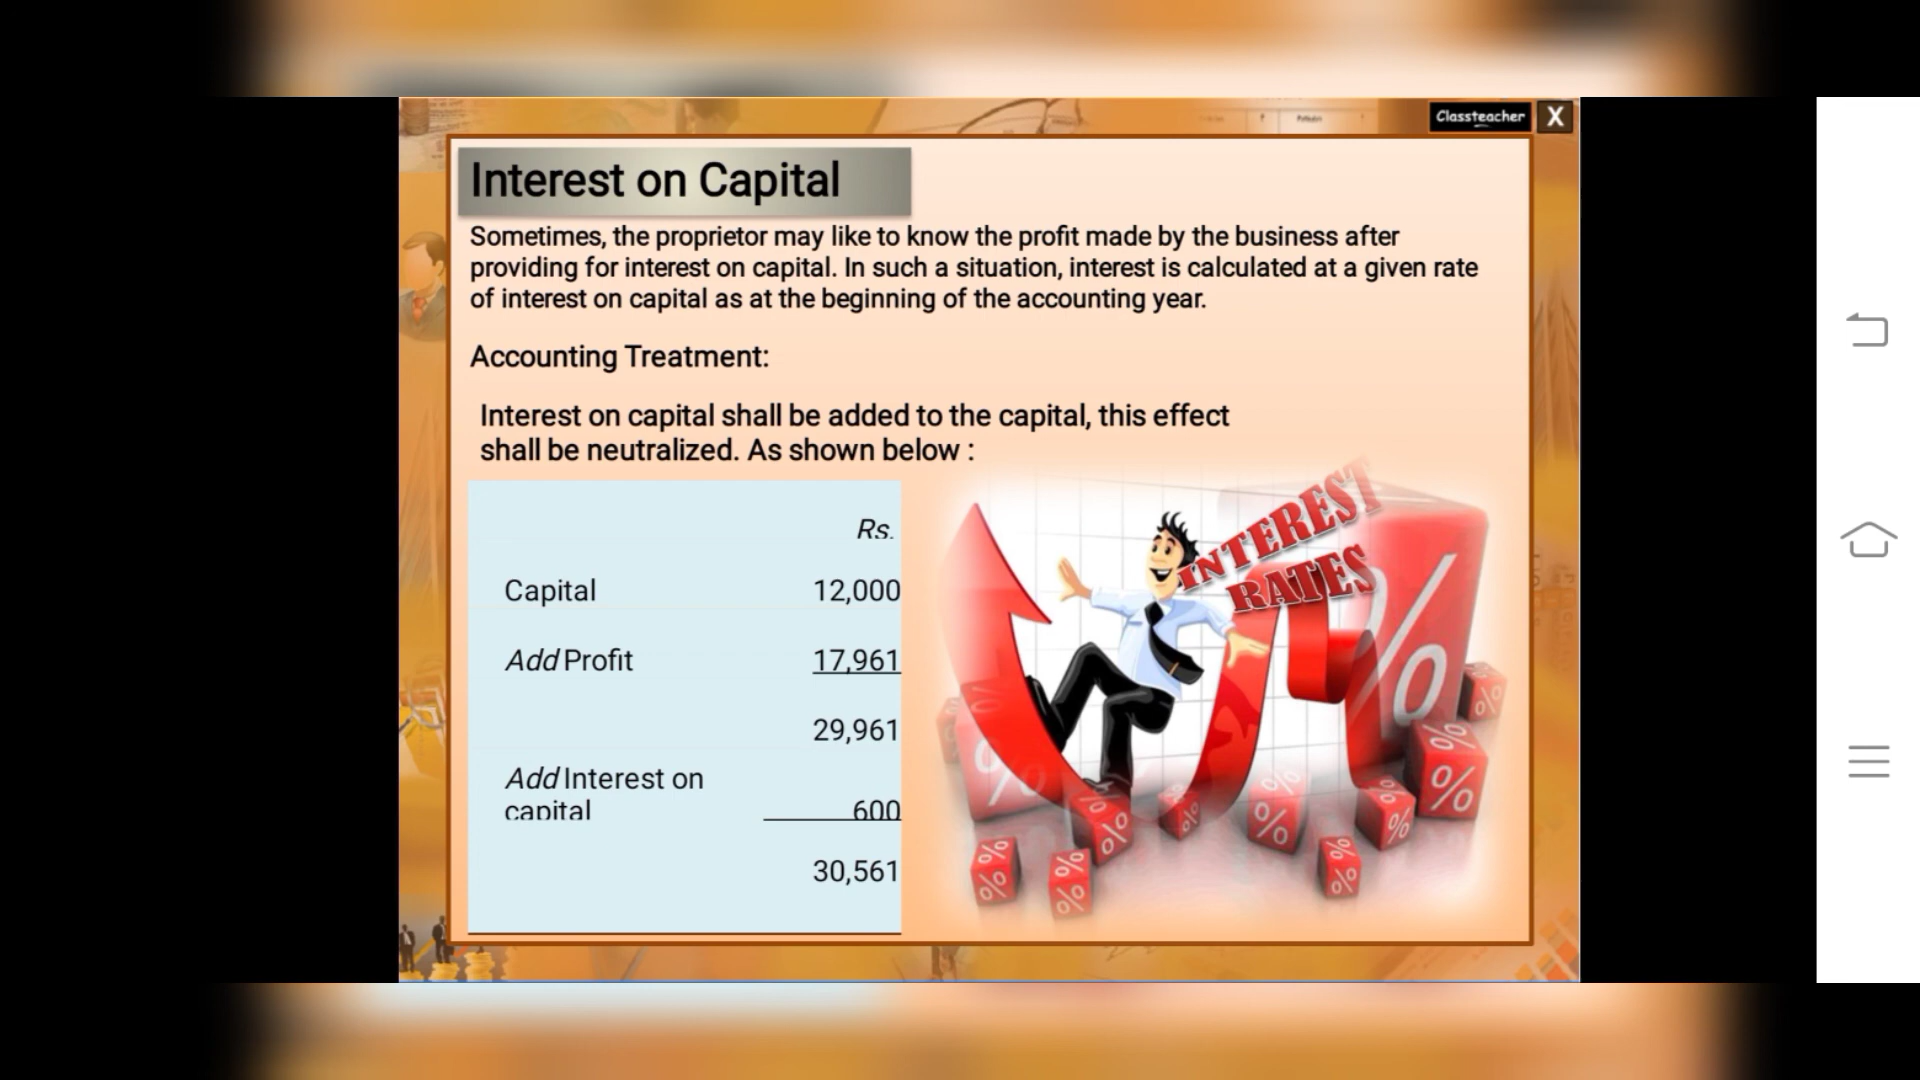 Classteacher X
Interest on Capital
Sometimes, the proprietor may like to know the profit made by the business after
providing for interest on capital. In such a situation, interest is calculated at a given rate
of interest on capital as at the beginning of the accounting year.
Accounting Treatment:
Interest on capital shall be added to the capital, this effect
shall be neutralized. As shown below :
Rs.
Capital 12,000
Add Profit 17,961
29,961
Add Interest on
capital 600
30,561
INTEREST
RATES
%
% %
% %
% %
% %
% %
% %
% %
% %
% %